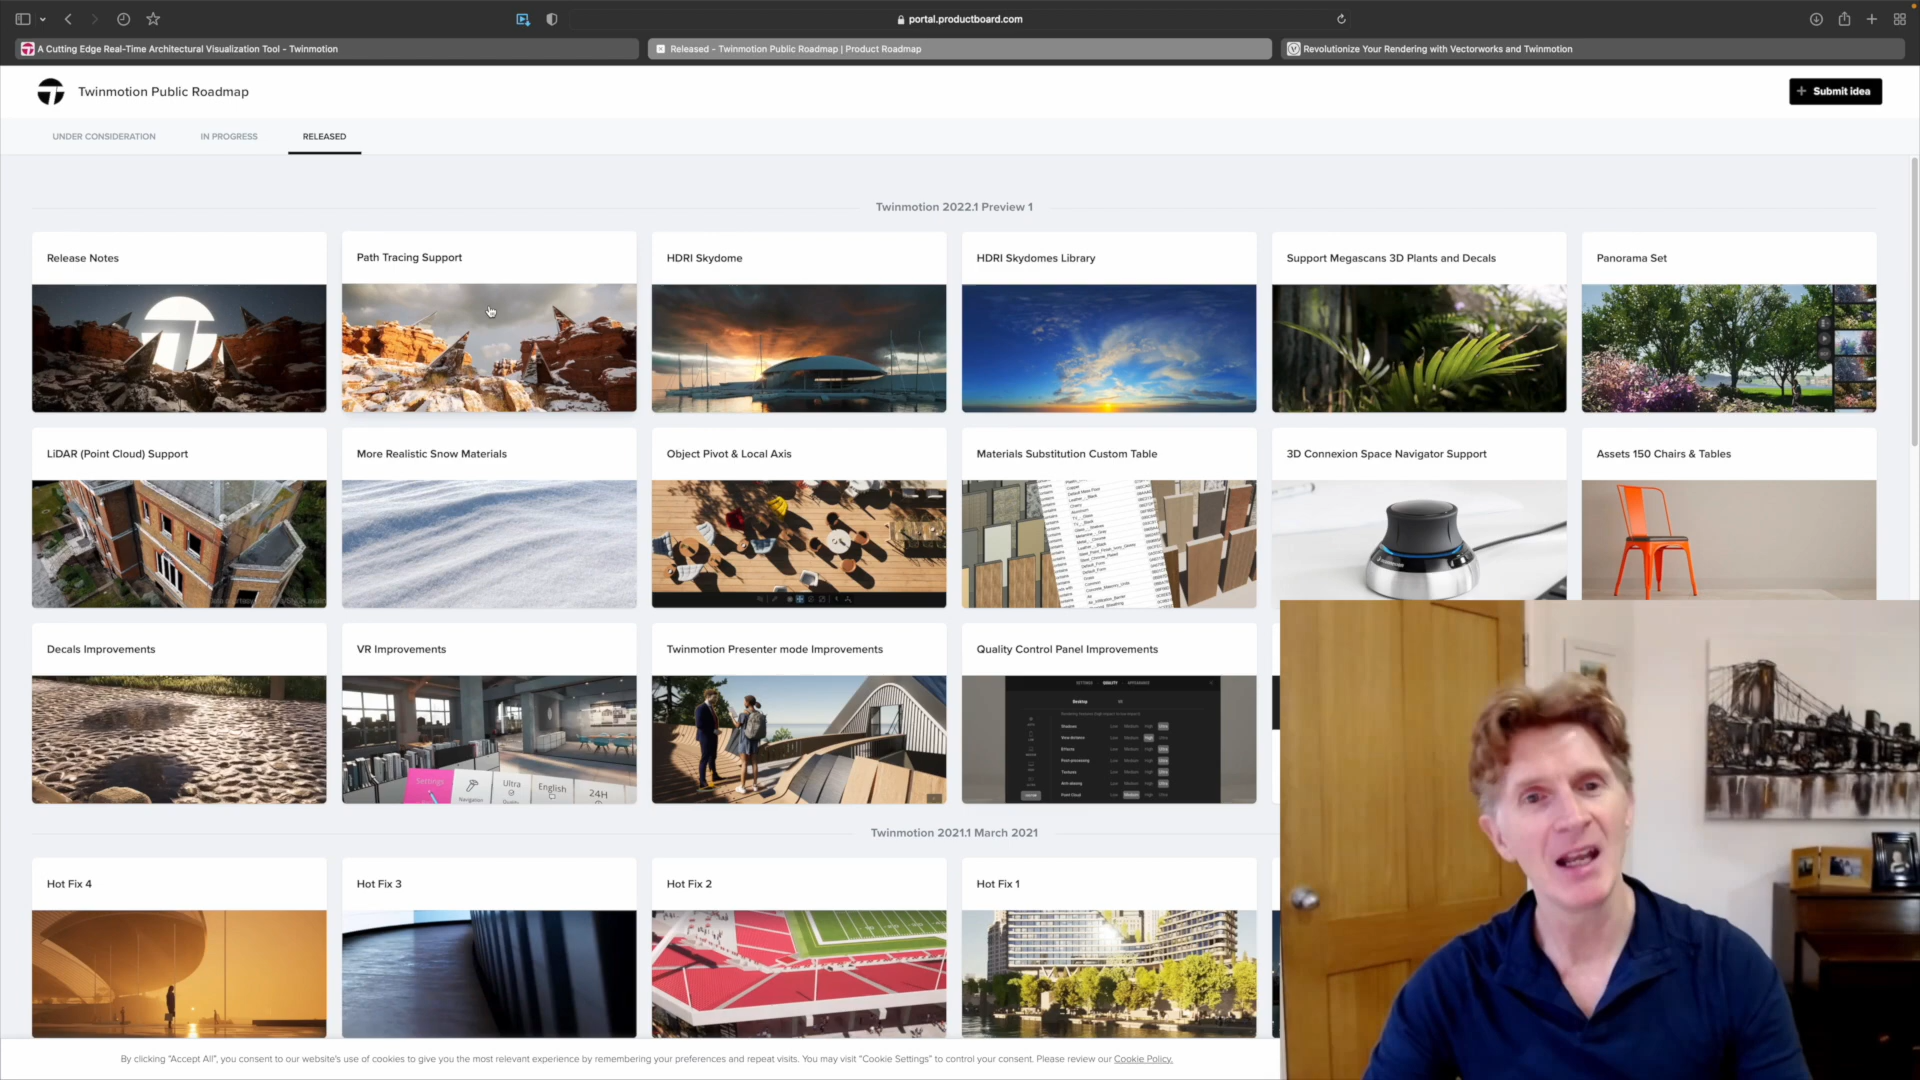 portal.productboard.com
A Cutting Edge Real-Time Architectural Visualization Tool - Twinmotion
Released - Twinmotion Public Roadmap | Product Roadmap
Revolutionize Your Rendering with Vectorworks and Twinmotion
Twinmotion Public Roadmap
+ Submit idea
UNDER CONSIDERATION
IN PROGRESS
RELEASED
Twinmotion 2022.1 Preview 1
Release Notes
Path Tracing Support
HDRI Skydome
HDRI Skydomes Library
Support Megascans 3D Plants and Decals
Panorama Set
LiDAR (Point Cloud) Support
More Realistic Snow Materials
Object Pivot & Local Axis
Materials Substitution Custom Table
3D Connexion Space Navigator Support
Assets 150 Chairs & Tables
Decals Improvements
VR Improvements
Twinmotion Presenter mode Improvements
Quality Control Panel Improvements
SETTINGS QUALITY APPEARANCE
Desktop VR
Settings
Navigation
Ultra
English
24H
Twinmotion 2021.1 March 2021
Hot Fix 4
Hot Fix 3
Hot Fix 2
Hot Fix 1
By clicking "Accept All", you consent to our website's use of cookies to give you the most relevant experience by remembering your preferences and repeat visits. You may visit "Cookie Settings" to control your consent. Please review our Cookie Policy.